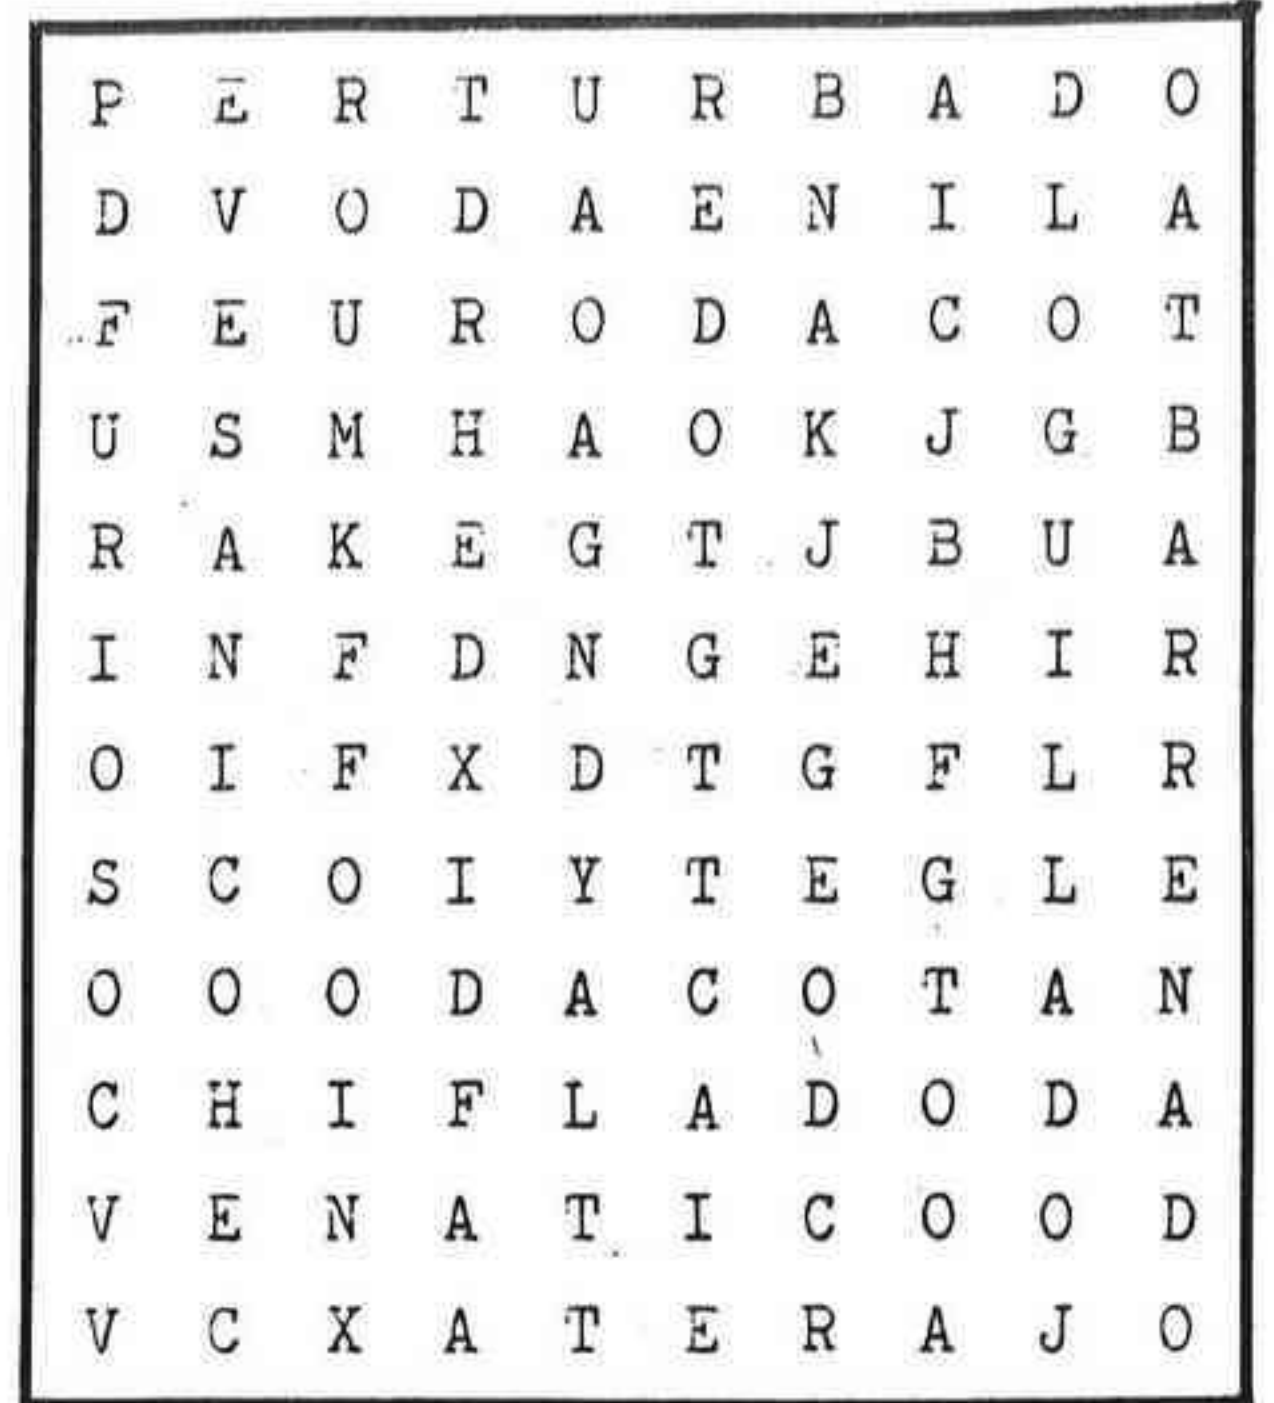 P E R T U R B A D O
D V O D A E N I L A
F E U R O D A C O T
U S M H A O K J G B
R A K E G T J B U A
I N F D N G E H I R
O I F X D T G F L R
S C O I Y T E G L E
O O O D A C O T A N
C H I F L A D O D A
V E N A T I C O O D
V C X A T E R A J O